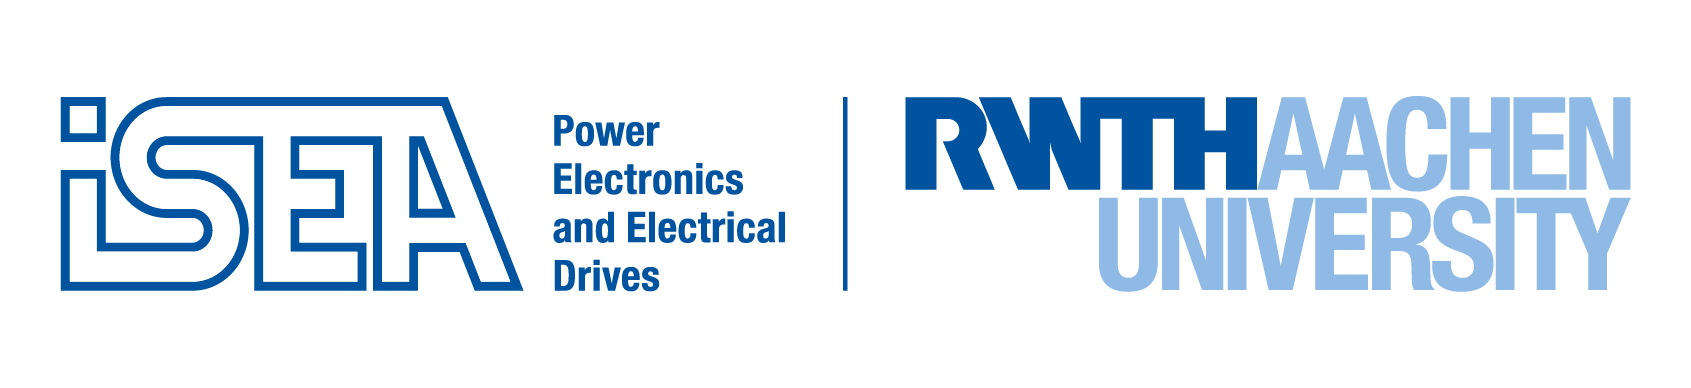 iSEA
Power
Electronics
and Electrical
Drives
RWTHAACHEN
UNIVERSITY